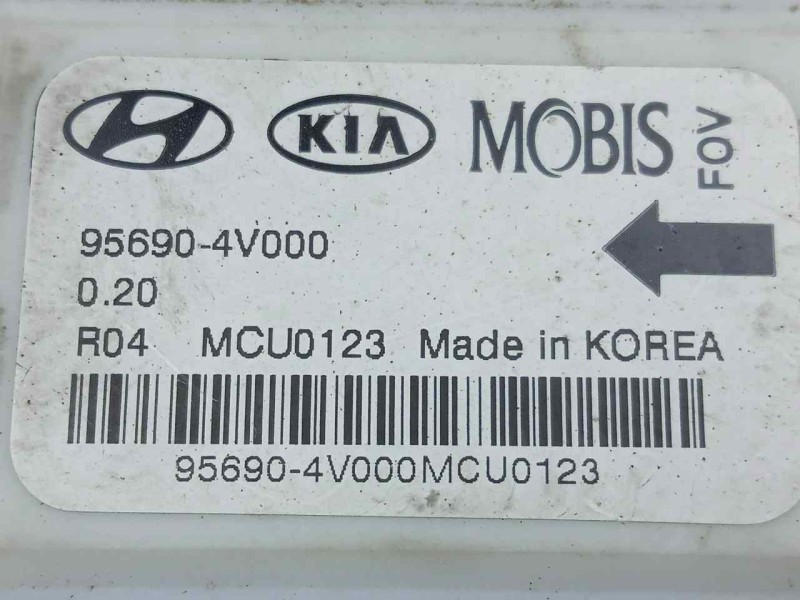 KIA MOBIS
FOV
95690-4V000
0.20
R04 MCU0123 Made in KOREA
95690-4V000MCU0123